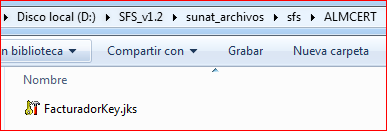 Disco local (D:) ▸ SFS_v1.2 ▸ sunat_archivos ▸ sfs ▸ ALMCERT
n biblioteca ▾ Compartir con ▾ Grabar Nueva carpeta
Nombre
FacturadorKey.jks